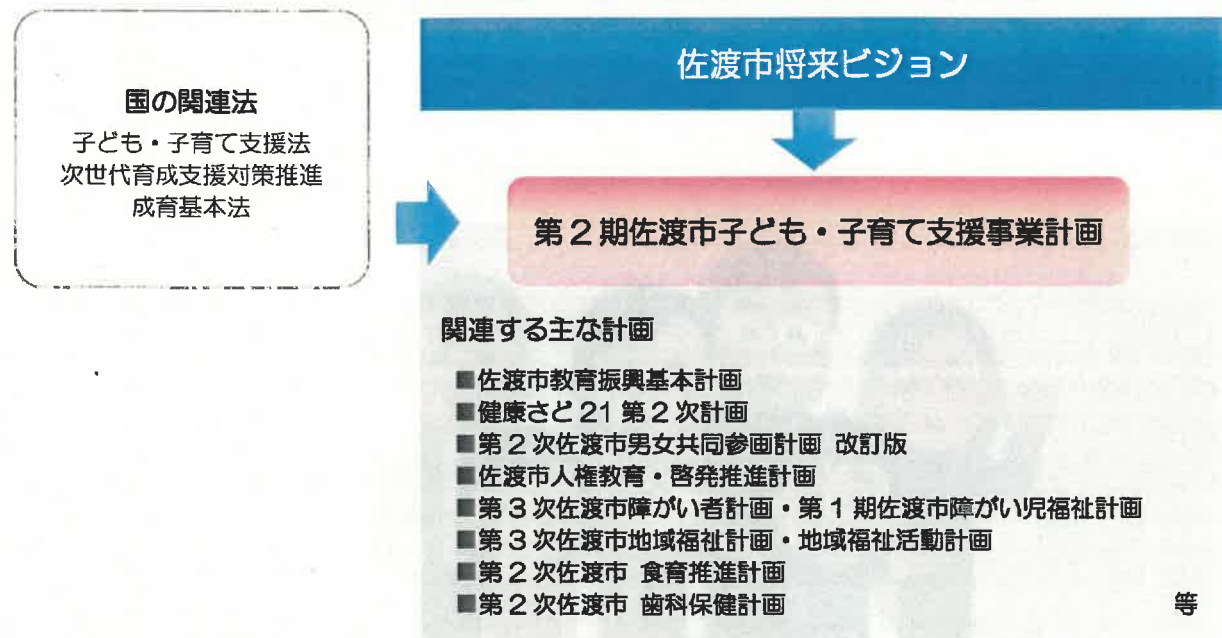 国の関連法
子ども・子育て支援法
次世代育成支援対策推進
成育基本法
佐渡市将来ビジョン
第2期佐渡市子ども・子育て支援事業計画
関連する主な計画
■佐渡市教育振興基本計画
■健康さど21 第2次計画
■第2次佐渡市男女共同参画計画 改訂版
■佐渡市人権教育・啓発推進計画
■第3次佐渡市障がい者計画・第1期佐渡市障がい児福祉計画
■第3次佐渡市地域福祉計画・地域福祉活動計画
■第2次佐渡市 食育推進計画
■第2次佐渡市 歯科保健計画 等